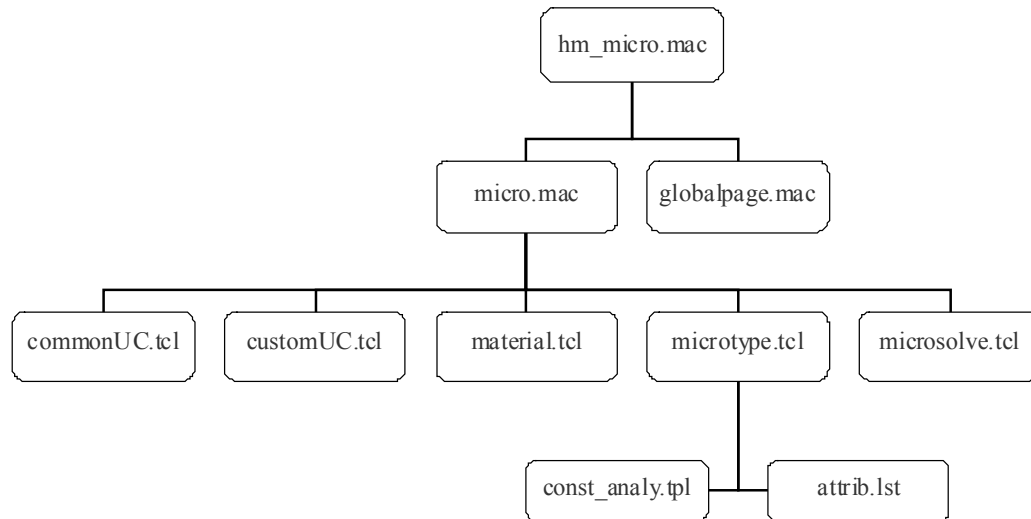 hm_micro.mac
micro.mac
globalpage.mac
commonUC.tcl
customUC.tcl
material.tcl
microtype.tcl
microsolve.tcl
const_analy.tpl
attrib.lst